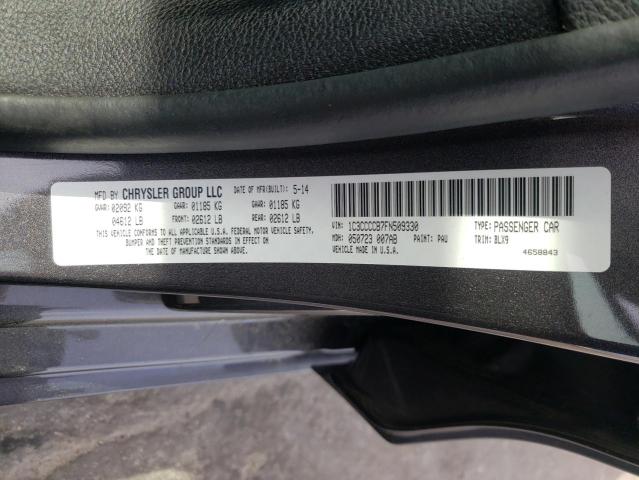 MFD BY CHRYSLER GROUP LLC DATE OF MFR(BUILT): 5-14
GVWR: 02092 KG GAWR: 01185 KG GAWR: 01185 KG
04612 LB FRONT: 02612 LB REAR: 02612 LB
THIS VEHICLE CONFORMS TO ALL APPLICABLE U.S.A. FEDERAL MOTOR VEHICLE SAFETY,
BUMPER AND THEFT PREVENTION STANDARDS IN EFFECT ON
THE DATE OF MANUFACTURE SHOWN ABOVE.
VIN: 1C3CCCCB7FN509330 TYPE: PASSENGER CAR
MDH: 050723 007AB PAINT: PAU TRIM: BLX9
VEHICLE MADE IN U.S.A. 4658843